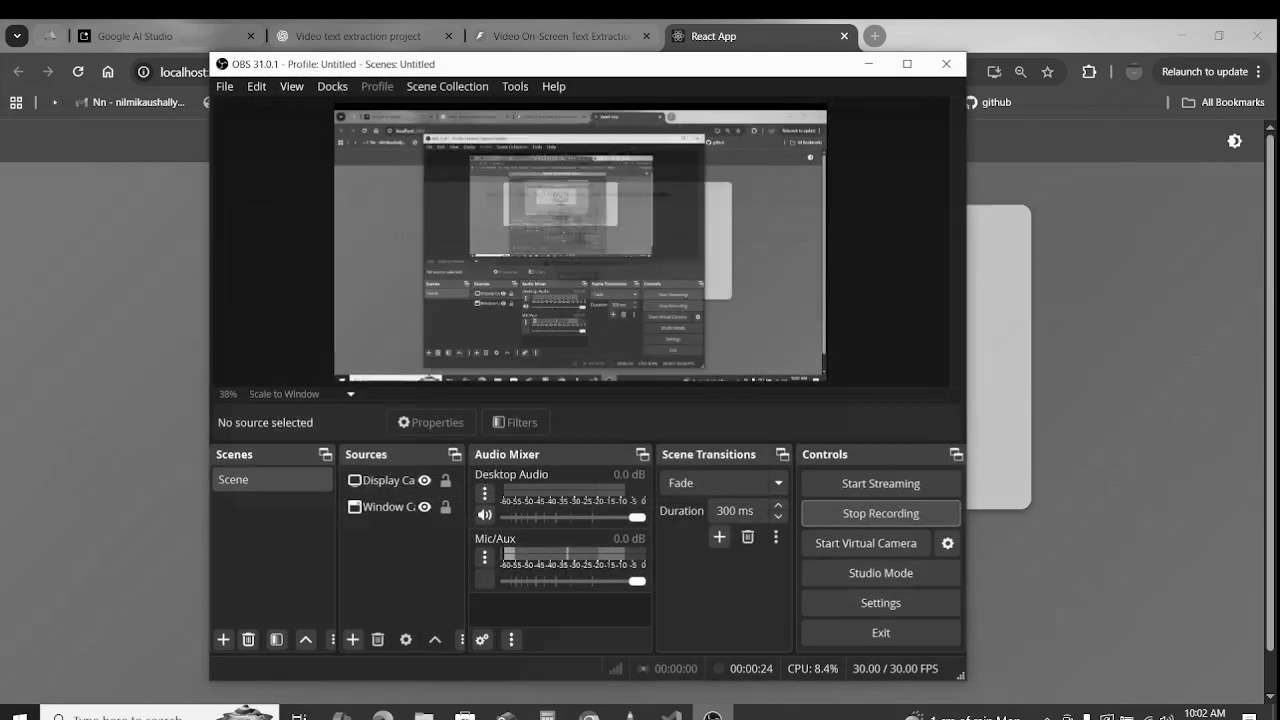 Google AI Studio
Video text extraction project
Video On-Screen Text Extraction
React App
OBS 31.0.1 - Profile: Untitled - Scenes: Untitled
localhost:
Relaunch to update
File Edit View Docks Profile Scene Collection Tools Help
Nn - nilmikaushally
github
All Bookmarks
38% Scale to Window
No source selected
Properties
Filters
Scenes
Sources
Audio Mixer
Scene Transitions
Controls
Scene
Display Ca
Window Ca
Desktop Audio 0.0 dB
-60-55-50-45-40-35-30-25-20-15-10-5 0
Mic/Aux 0.0 dB
-60-55-50-45-40-35-30-25-20-15-10-5 0
Fade
Duration 300 ms
Start Streaming
Stop Recording
Start Virtual Camera
Studio Mode
Settings
Exit
00:00:00
00:00:24
CPU: 8.4%
30.00 / 30.00 FPS
Type here to search
10:02 AM